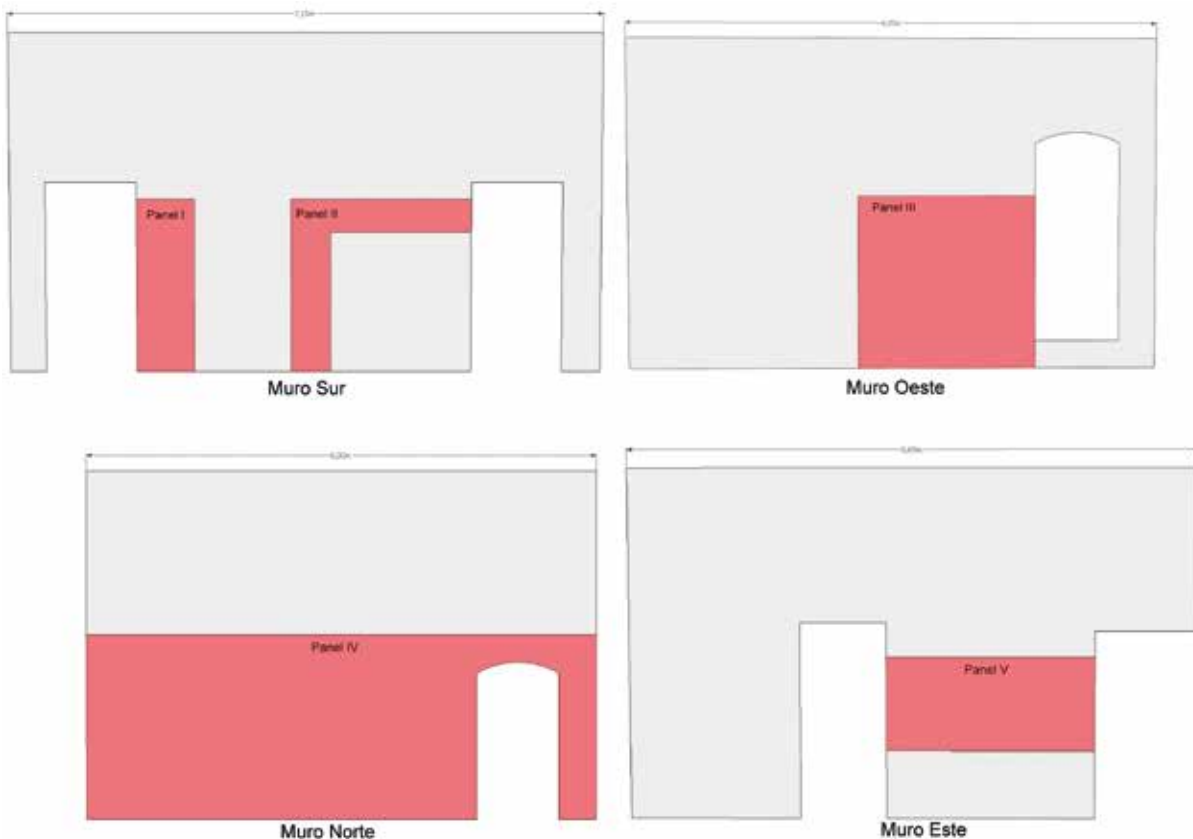 Panel I
Panel II
Muro Sur
Panel III
Muro Oeste
Panel IV
Muro Norte
Panel V
Muro Este